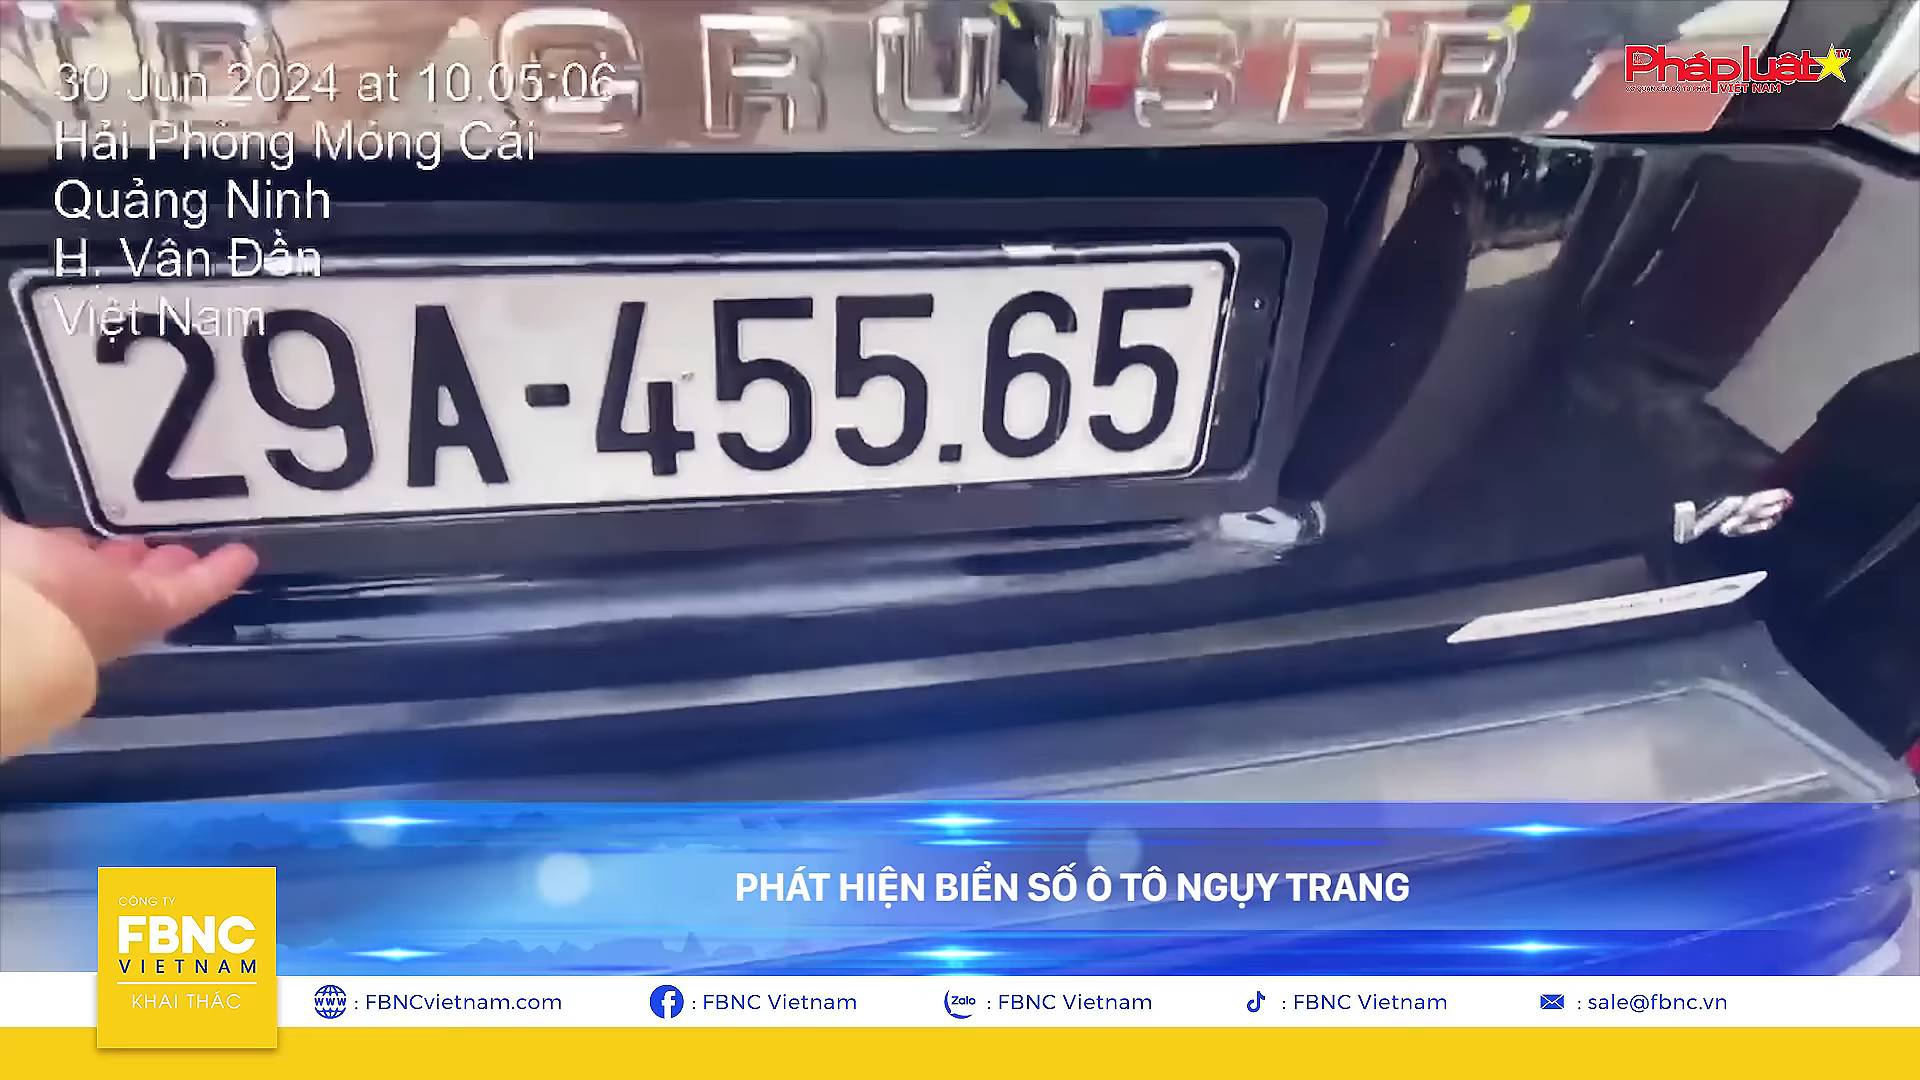 D CRUISER
30 Jun 2024 at 10.05:06
Hải Phòng Móng Cái
Quảng Ninh
H. Vân Đồn
Việt Nam
Pháp luật TV
VIỆT NAM
29A-455.65
V8
PHÁT HIỆN BIỂN SỐ Ô TÔ NGỤY TRANG
CÔNG TY
FBNC
VIETNAM
KHAI THÁC
www : FBNCvietnam.com
: FBNC Vietnam
Zalo : FBNC Vietnam
: FBNC Vietnam
: sale@fbnc.vn